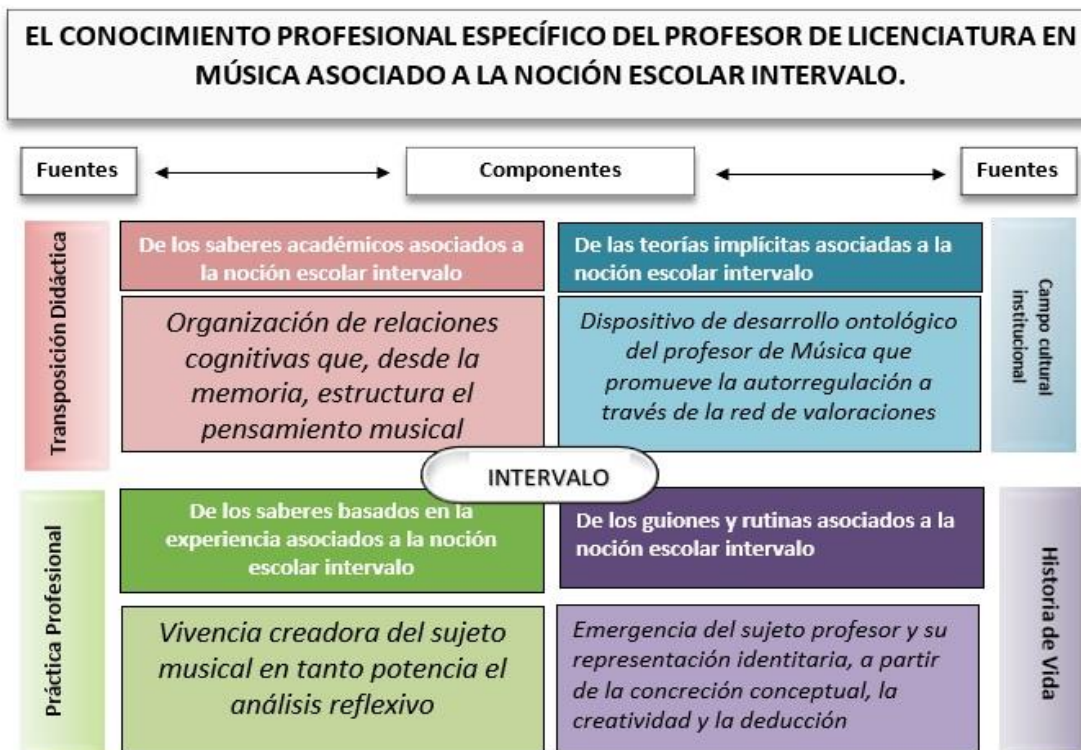 EL CONOCIMIENTO PROFESIONAL ESPECÍFICO DEL PROFESOR DE LICENCIATURA EN
MÚSICA ASOCIADO A LA NOCIÓN ESCOLAR INTERVALO.
Fuentes
Componentes
Fuentes
Transposición Didáctica
De los saberes académicos asociados a
la noción escolar intervalo
Organización de relaciones
cognitivas que, desde la
memoria, estructura el
pensamiento musical
De las teorías implícitas asociadas a la
noción escolar intervalo
Dispositivo de desarrollo ontológico
del profesor de Música que
promueve la autorregulación a
través de la red de valoraciones
Campo cultural
institucional
INTERVALO
Práctica Profesional
De los saberes basados en la
experiencia asociados a la noción
escolar intervalo
Vivencia creadora del sujeto
musical en tanto potencia el
análisis reflexivo
De los guiones y rutinas asociados a la
noción escolar intervalo
Emergencia del sujeto profesor y su
representación identitaria, a partir
de la concreción conceptual, la
creatividad y la deducción
Historia de Vida